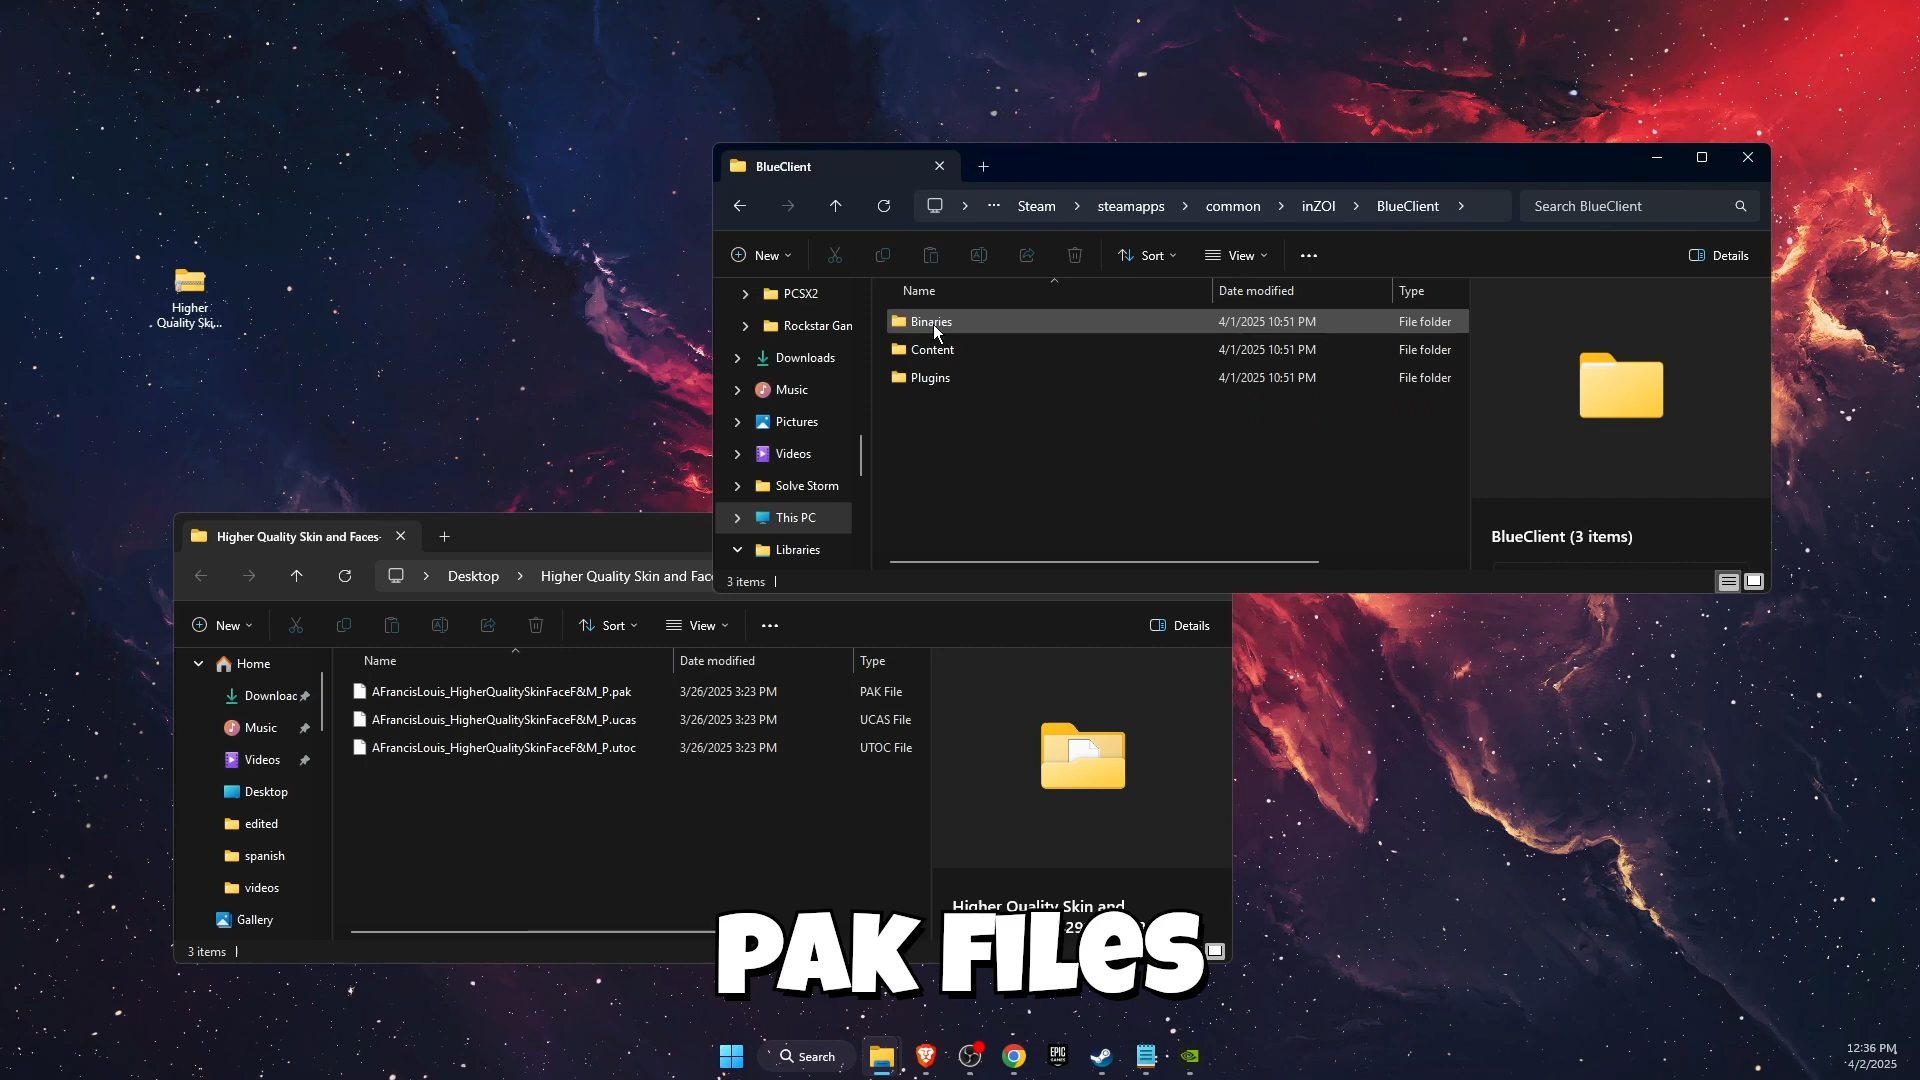 Higher
Quality Ski...
BlueClient
Steam
steamapps
common
inZOI
BlueClient
Search BlueClient
New
Sort
View
Details
PCSX2
Rockstar Gan
Downloads
Music
Pictures
Videos
Solve Storm
This PC
Libraries
Name
Date modified
Type
Binaries 4/1/2025 10:51 PM File folder
Content 4/1/2025 10:51 PM File folder
Plugins 4/1/2025 10:51 PM File folder
BlueClient (3 items)
3 items
Higher Quality Skin and Faces-
Desktop
Higher Quality Skin and Fac
New
Sort
View
Details
Home
Downloac
Music
Videos
Desktop
edited
spanish
videos
Gallery
Name
Date modified
Type
AFrancisLouis_HigherQualitySkinFaceF&M_P.pak 3/26/2025 3:23 PM PAK File
AFrancisLouis_HigherQualitySkinFaceF&M_P.ucas 3/26/2025 3:23 PM UCAS File
AFrancisLouis_HigherQualitySkinFaceF&M_P.utoc 3/26/2025 3:23 PM UTOC File
Higher Quality Skin and
3 items
PAK FILES
Search
EPIC
GAMES
12:36 PM
4/2/2025